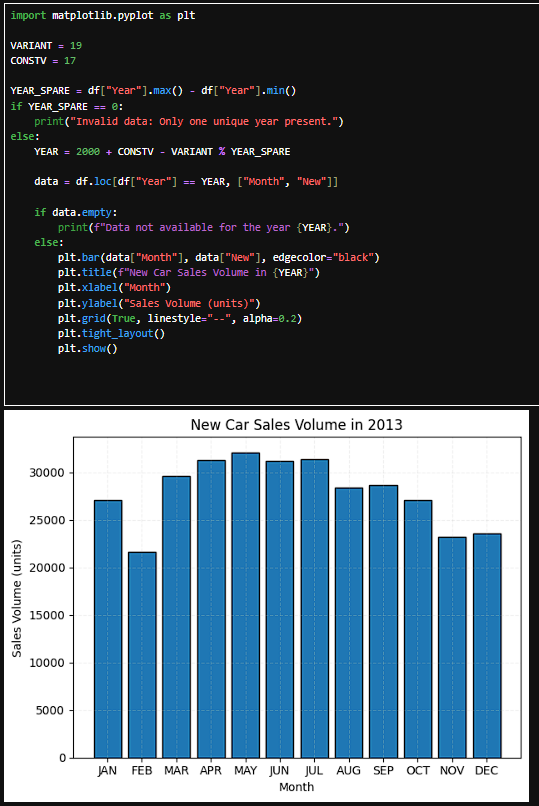 import matplotlib.pyplot as plt
VARIANT = 19
CONSTV = 17
YEAR_SPARE = df["Year"].max() - df["Year"].min()
if YEAR_SPARE == 0:
    print("Invalid data: Only one unique year present.")
else:
    YEAR = 2000 + CONSTV - VARIANT % YEAR_SPARE
    data = df.loc[df["Year"] == YEAR, ["Month", "New"]]
    if data.empty:
        print(f"Data not available for the year {YEAR}.")
    else:
        plt.bar(data["Month"], data["New"], edgecolor="black")
        plt.title(f"New Car Sales Volume in {YEAR}")
        plt.xlabel("Month")
        plt.ylabel("Sales Volume (units)")
        plt.grid(True, linestyle="--", alpha=0.2)
        plt.tight_layout()
        plt.show()
New Car Sales Volume in 2013
Sales Volume (units)
30000
25000
20000
15000
10000
5000
0
JAN FEB MAR APR MAY JUN JUL AUG SEP OCT NOV DEC
Month